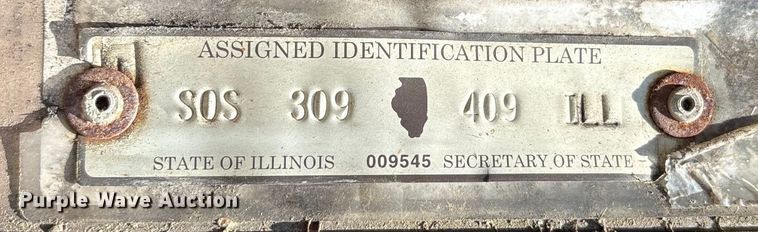 ASSIGNED IDENTIFICATION PLATE
SOS 309 409 ILL
STATE OF ILLINOIS 009545 SECRETARY OF STATE
Purple Wave Auction